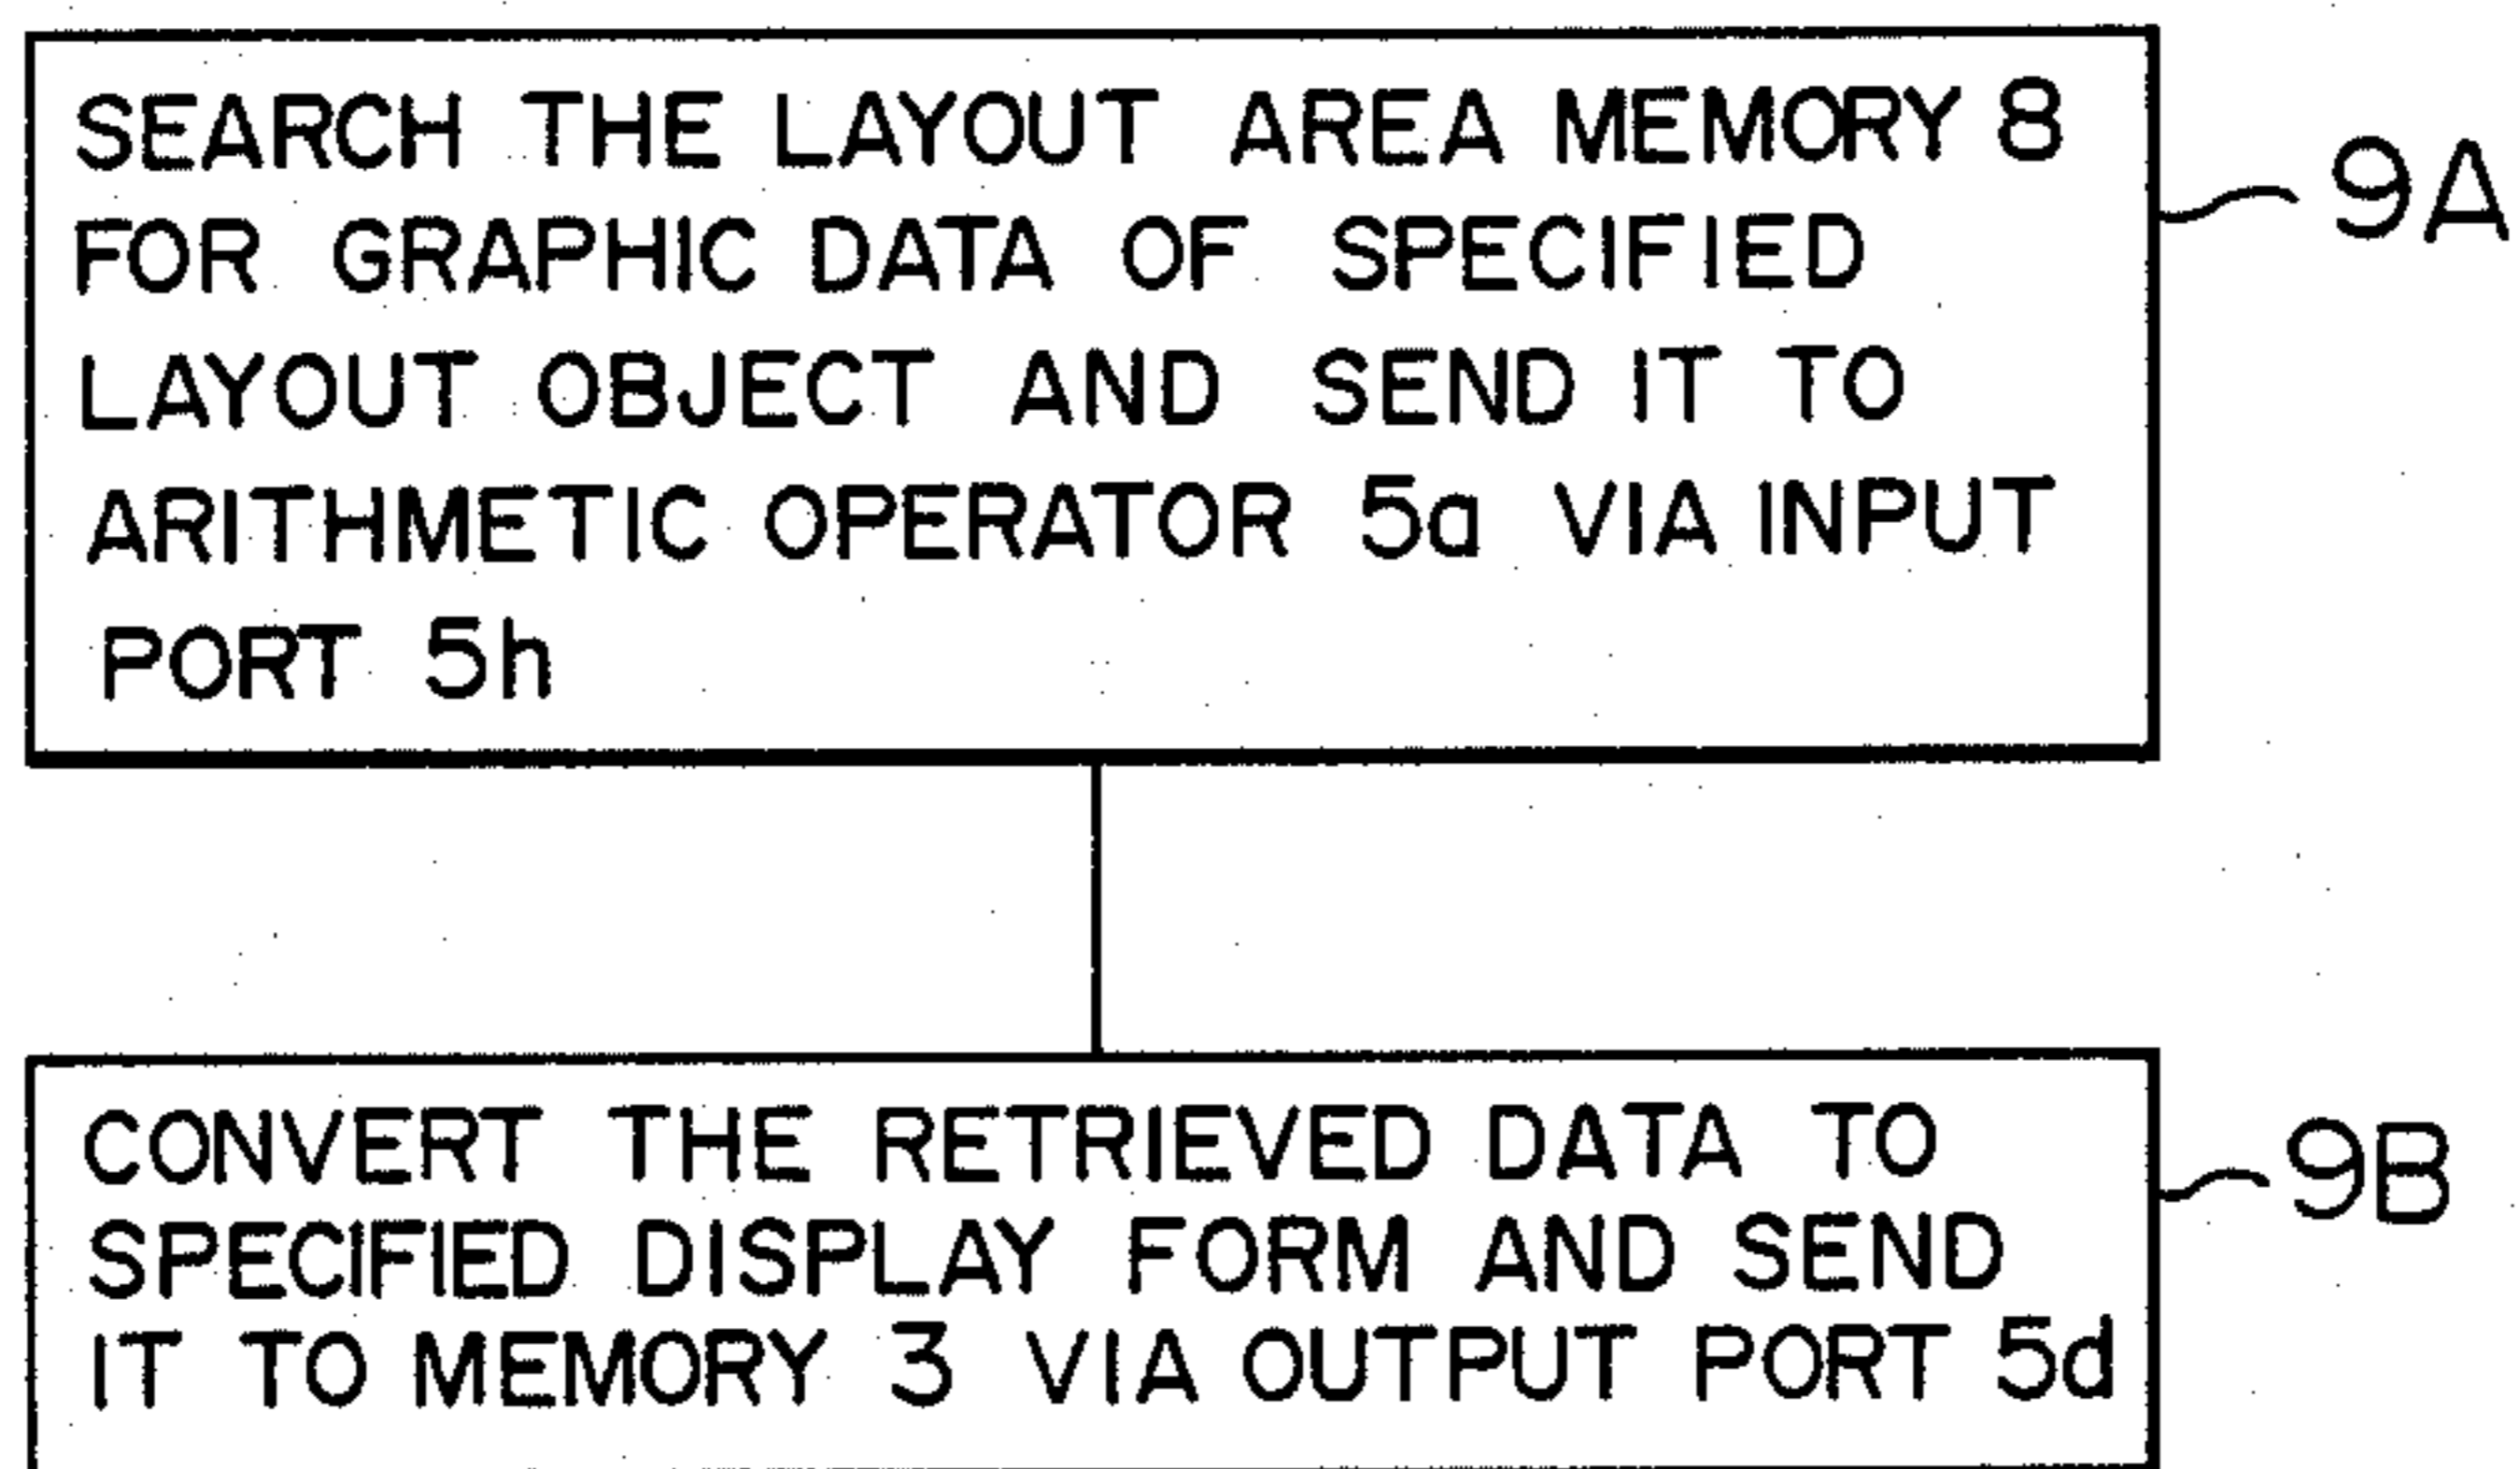 SEARCH THE LAYOUT AREA MEMORY 8
FOR GRAPHIC DATA OF SPECIFIED
LAYOUT OBJECT AND SEND IT TO
ARITHMETIC OPERATOR 5a VIA INPUT
PORT 5h
9A
CONVERT THE RETRIEVED DATA TO
SPECIFIED DISPLAY FORM AND SEND
IT TO MEMORY 3 VIA OUTPUT PORT 5d
9B